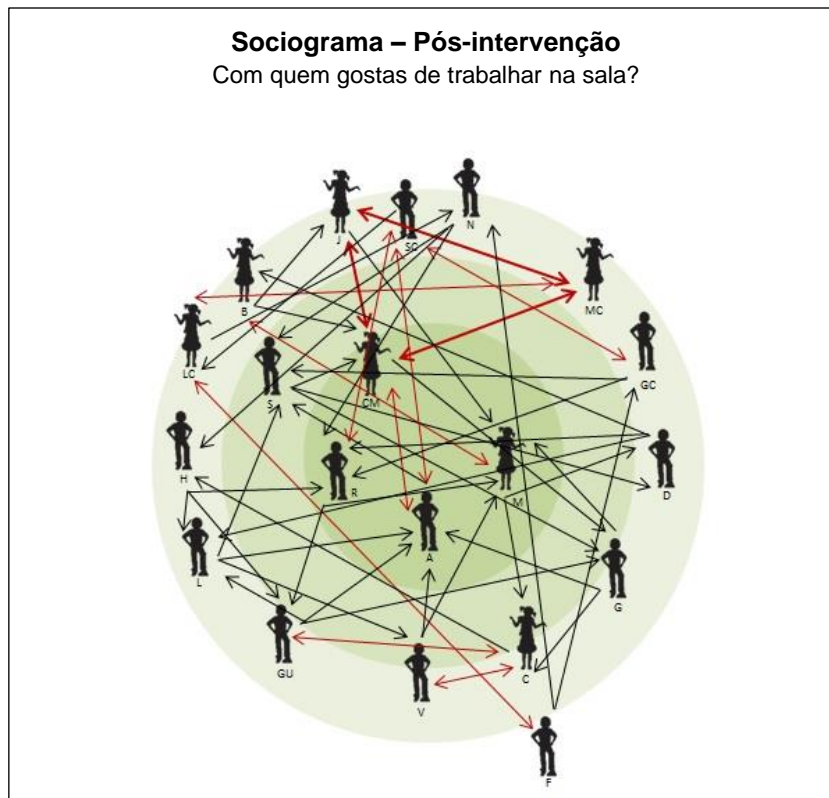 Sociograma – Pós-intervenção
Com quem gostas de trabalhar na sala?
N
J
SC
B
MC
LC
GC
S
CM
H
R
M
D
L
A
G
GU
C
V
F